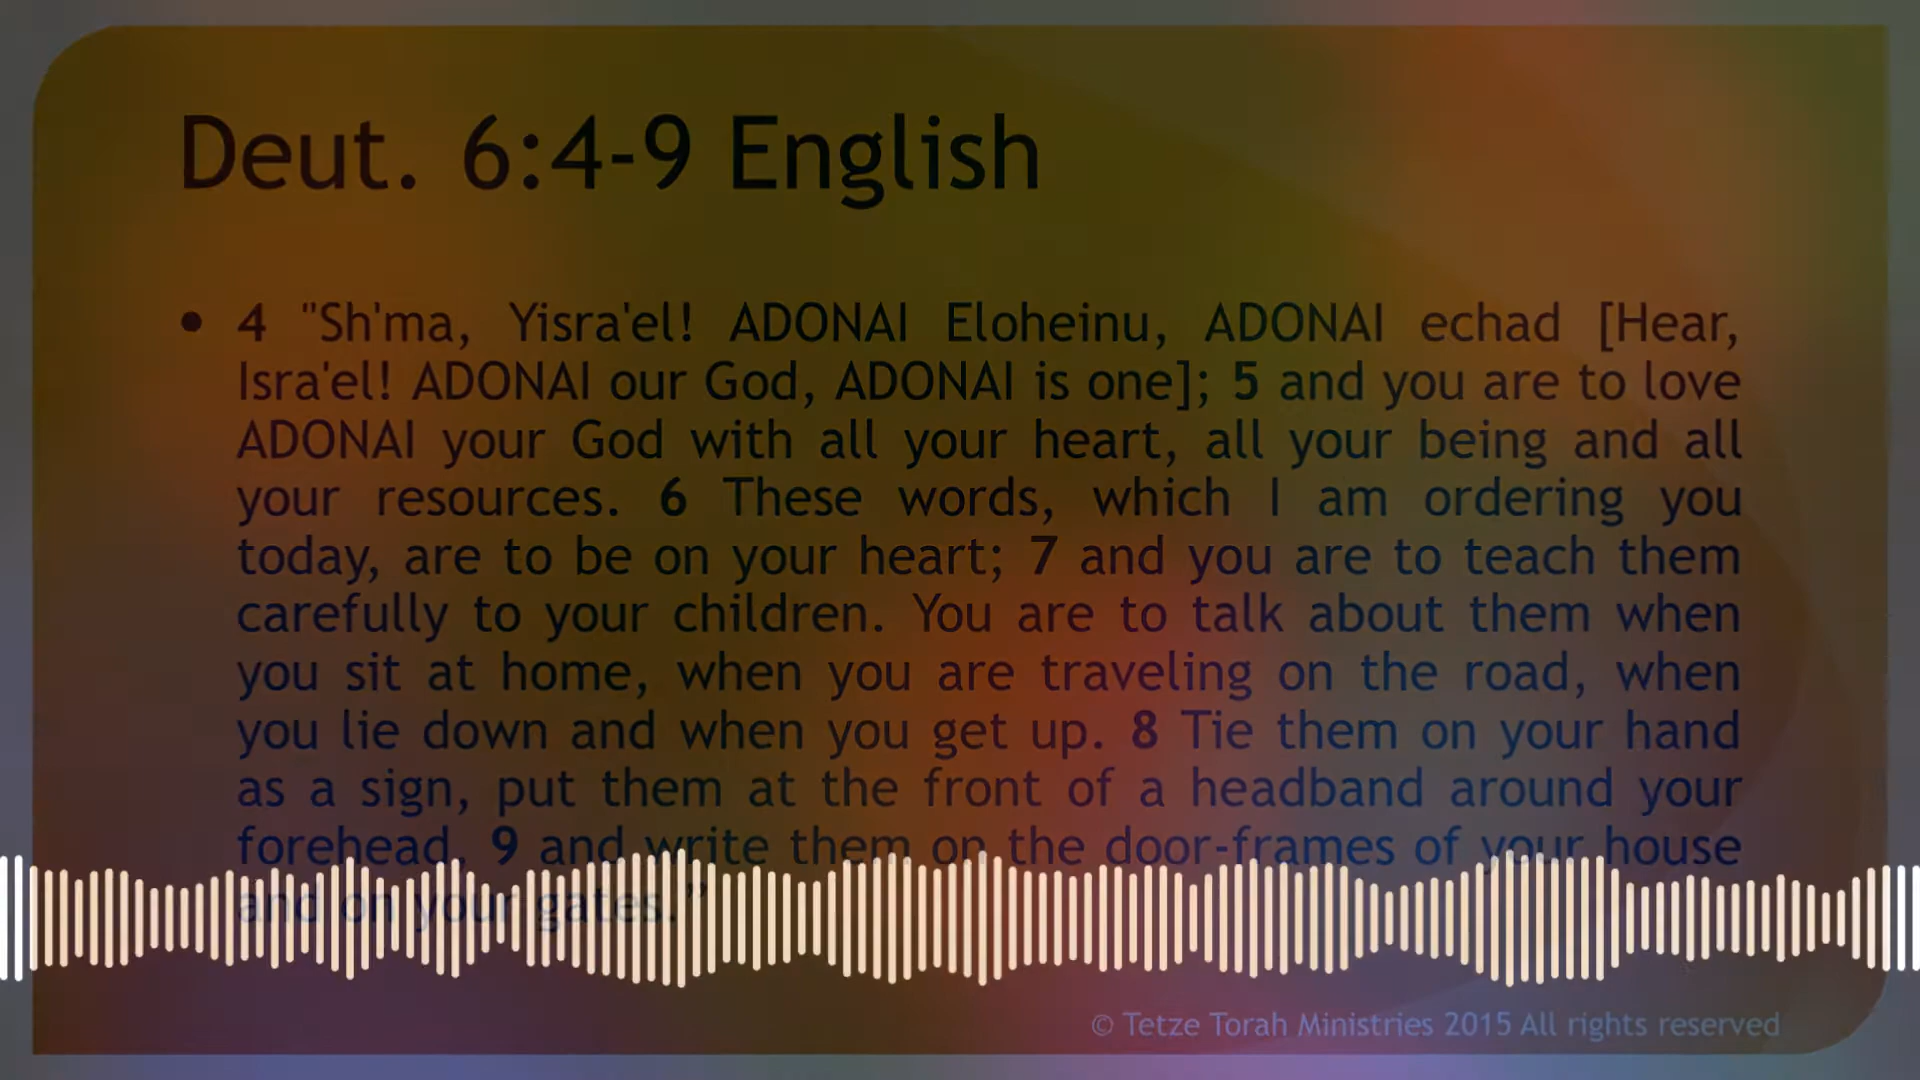 Deut. 6:4-9 English
• 4 "Sh'ma, Yisra'el! ADONAI Eloheinu, ADONAI echad [Hear,
Isra'el! ADONAI our God, ADONAI is one]; 5 and you are to love
ADONAI your God with all your heart, all your being and all
your resources. 6 These words, which I am ordering you
today, are to be on your heart; 7 and you are to teach them
carefully to your children. You are to talk about them when
you sit at home, when you are traveling on the road, when
you lie down and when you get up. 8 Tie them on your hand
as a sign, put them at the front of a headband around your
forehead, 9 and write them on the door-frames of your house
and on your gates.”
© Tetze Torah Ministries 2015 All rights reserved